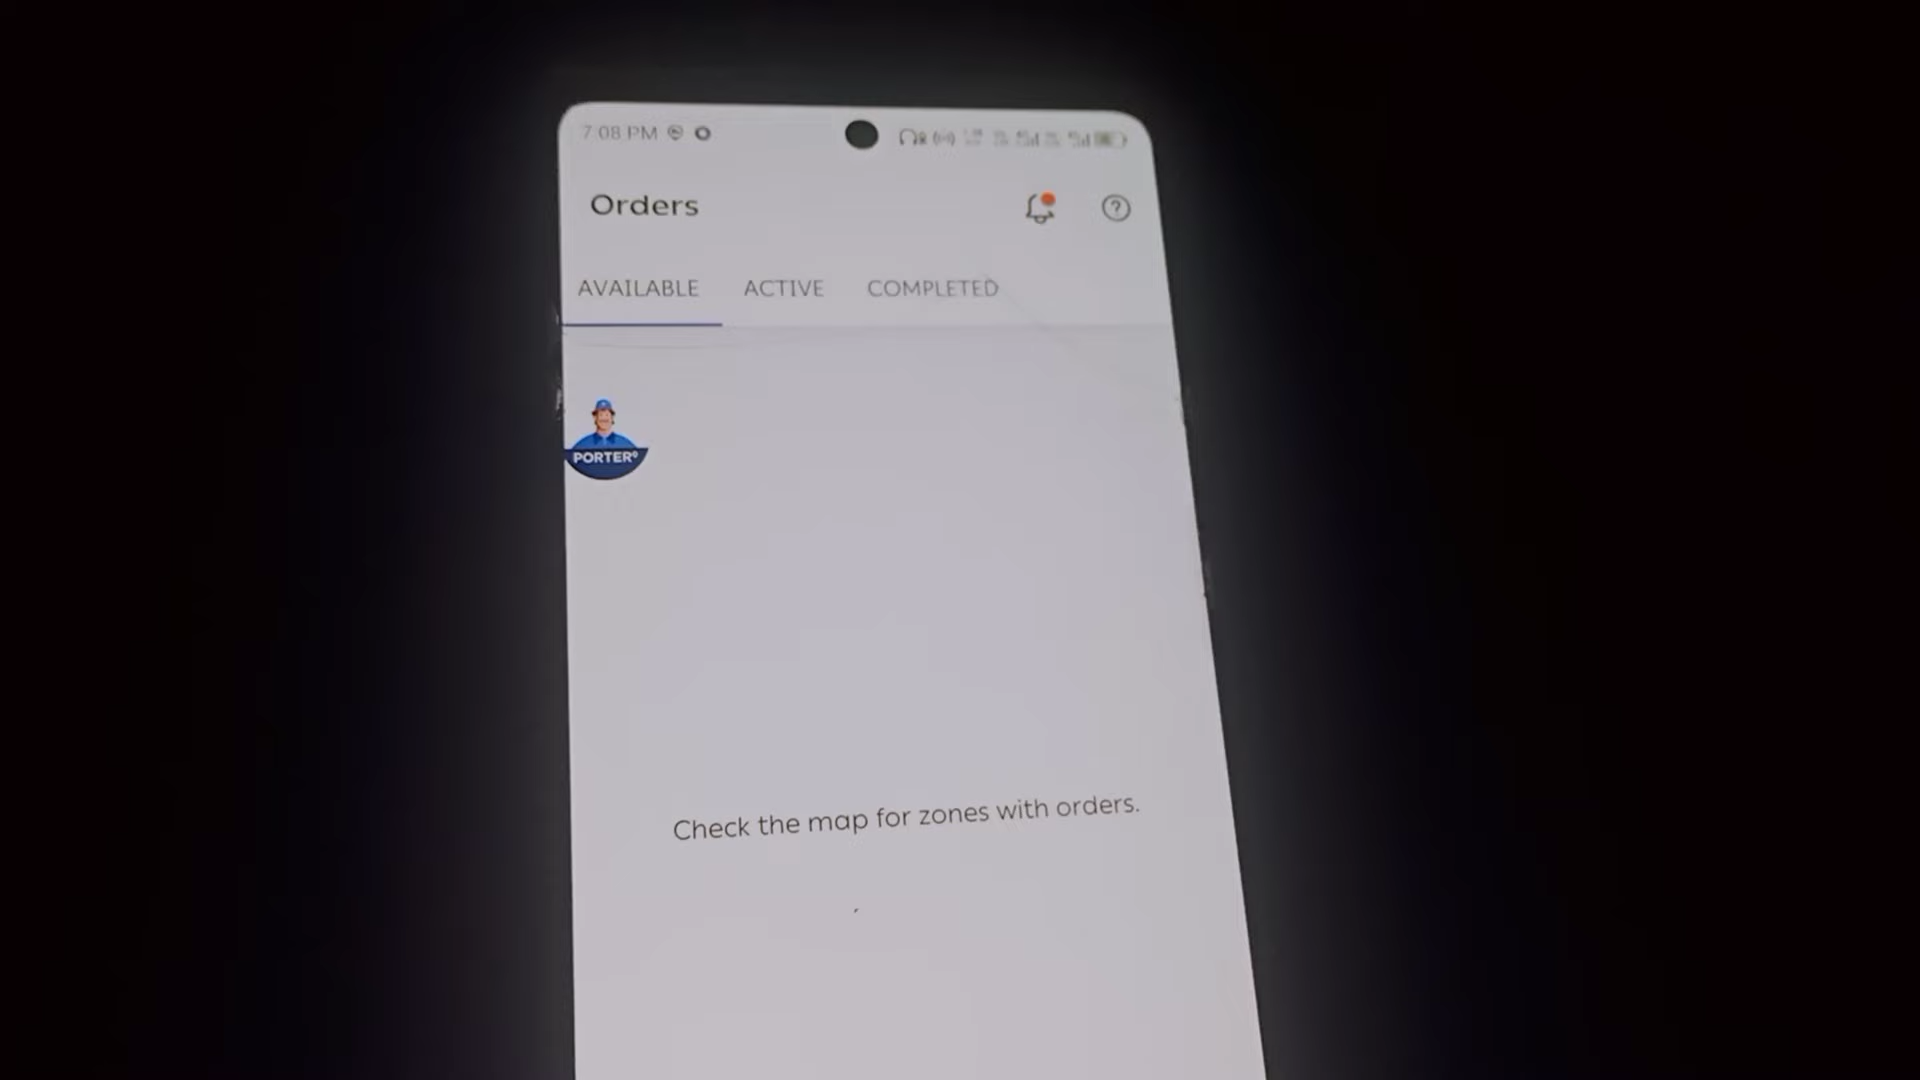 7:08 PM
Orders
AVAILABLE ACTIVE COMPLETED
PORTER
Check the map for zones with orders.